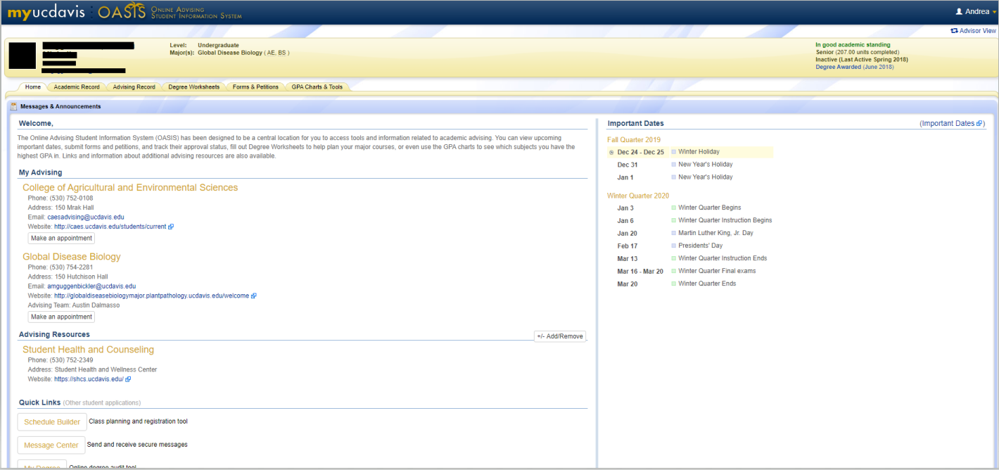 myucdavis OASIS ONLINE ADVISING STUDENT INFORMATION SYSTEM
Andrea
Advisor View
Level: Undergraduate
Major(s): Global Disease Biology ( AE, BS )
In good academic standing
Senior (207.00 units completed)
Inactive (Last Active Spring 2018)
Degree Awarded (June 2018)
Home Academic Record Advising Record Degree Worksheets Forms & Petitions GPA Charts & Tools
Messages & Announcements
Welcome,
The Online Advising Student Information System (OASIS) has been designed to be a central location for you to access tools and information related to academic advising. You can view upcoming
important dates, submit forms and petitions, and track their approval status, fill out Degree Worksheets to help plan your major courses, or even use the GPA charts to see which subjects you have the
highest GPA in. Links and information about additional advising resources are also available.
My Advising
College of Agricultural and Environmental Sciences
Phone: (530) 752-0108
Address: 150 Mrak Hall
Email: caesadvising@ucdavis.edu
Website: http://caes.ucdavis.edu/students/current
Make an appointment
Global Disease Biology
Phone: (530) 754-2281
Address: 150 Hutchison Hall
Email: amguggenbickler@ucdavis.edu
Website: http://globaldiseasebiologymajor.plantpathology.ucdavis.edu/welcome
Advising Team: Austin Dalmasso
Make an appointment
Advising Resources
+/- Add/Remove
Student Health and Counseling
Phone: (530) 752-2349
Address: Student Health and Wellness Center
Website: https://shcs.ucdavis.edu/
Quick Links (Other student applications)
Schedule Builder Class planning and registration tool
Message Center Send and receive secure messages
My Degree Online degree audit tool
Important Dates (Important Dates)
Fall Quarter 2019
Dec 24 - Dec 25 Winter Holiday
Dec 31 New Year's Holiday
Jan 1 New Year's Holiday
Winter Quarter 2020
Jan 3 Winter Quarter Begins
Jan 6 Winter Quarter Instruction Begins
Jan 20 Martin Luther King, Jr. Day
Feb 17 Presidents' Day
Mar 13 Winter Quarter Instruction Ends
Mar 16 - Mar 20 Winter Quarter Final exams
Mar 20 Winter Quarter Ends